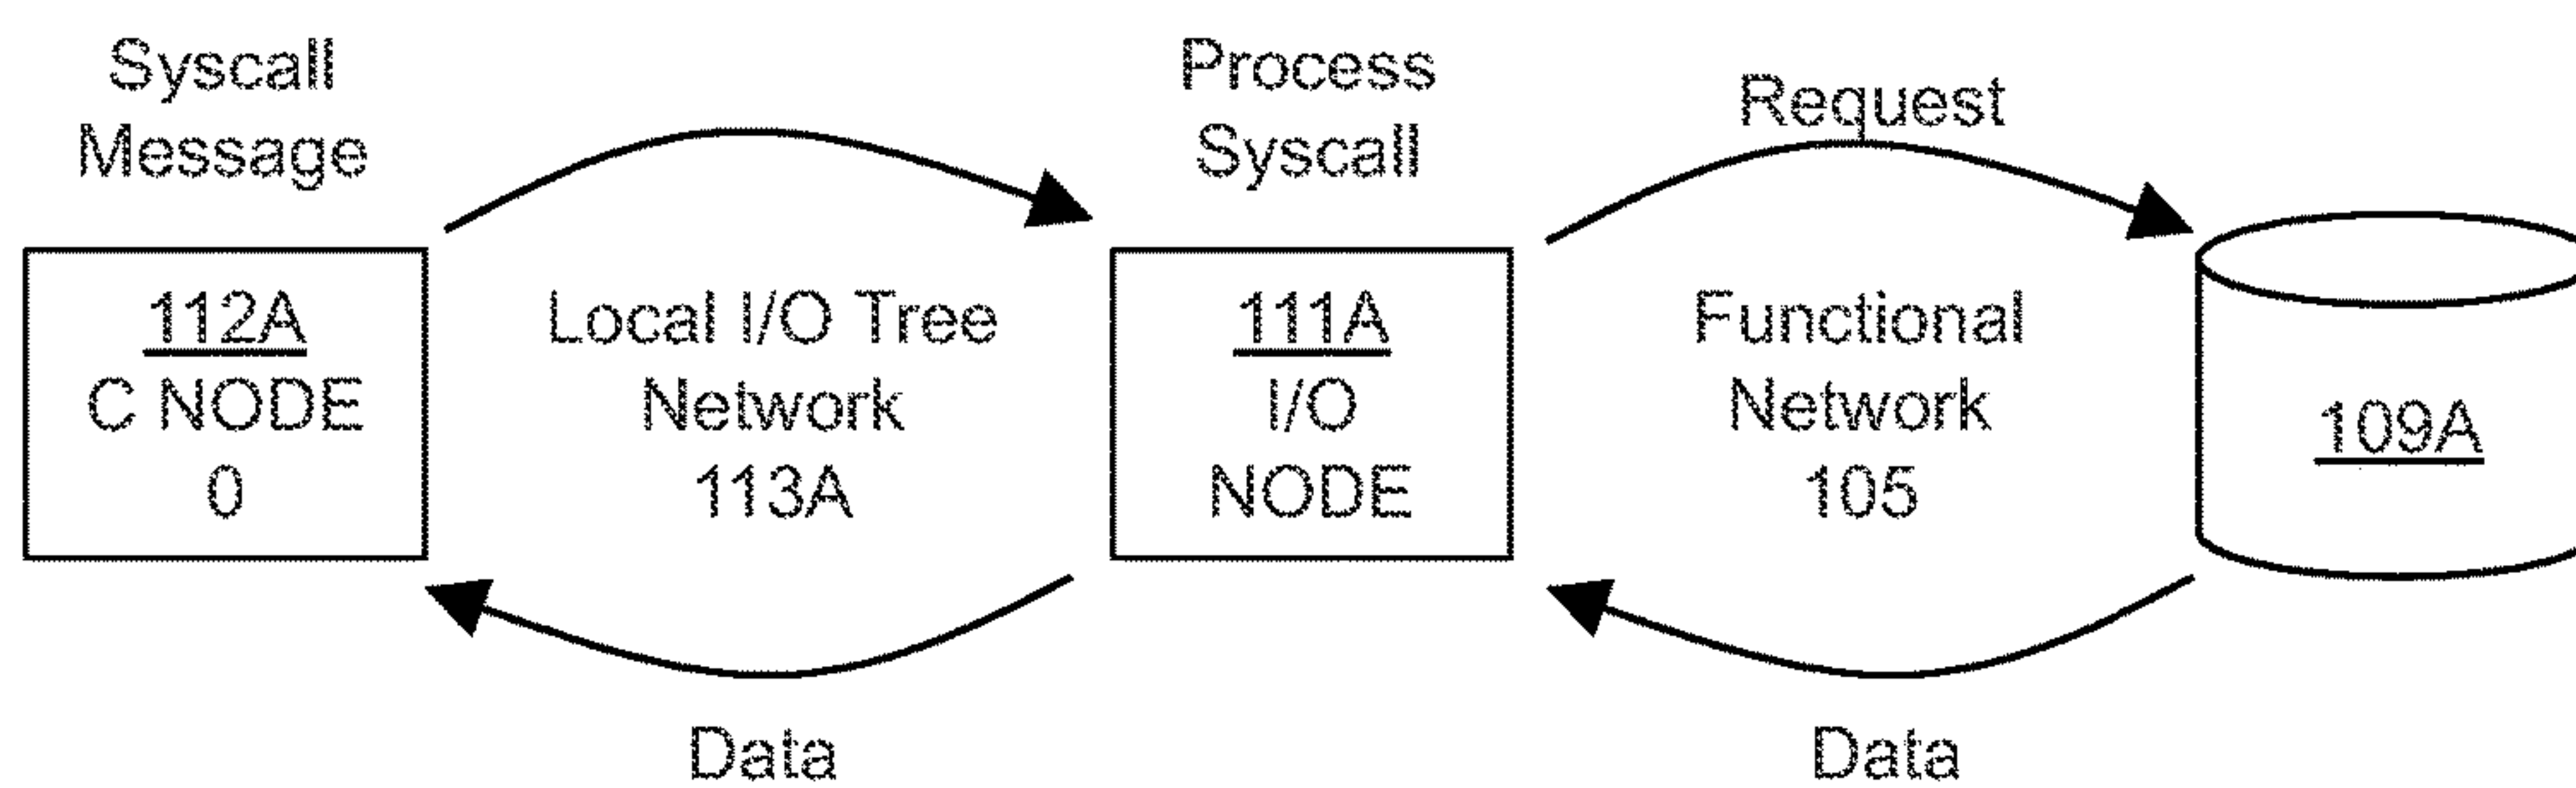 Syscall
Message
Process
Syscall
Request
112A
C NODE
0
Local I/O Tree
Network
113A
111A
I/O
NODE
Functional
Network
105
109A
Data
Data